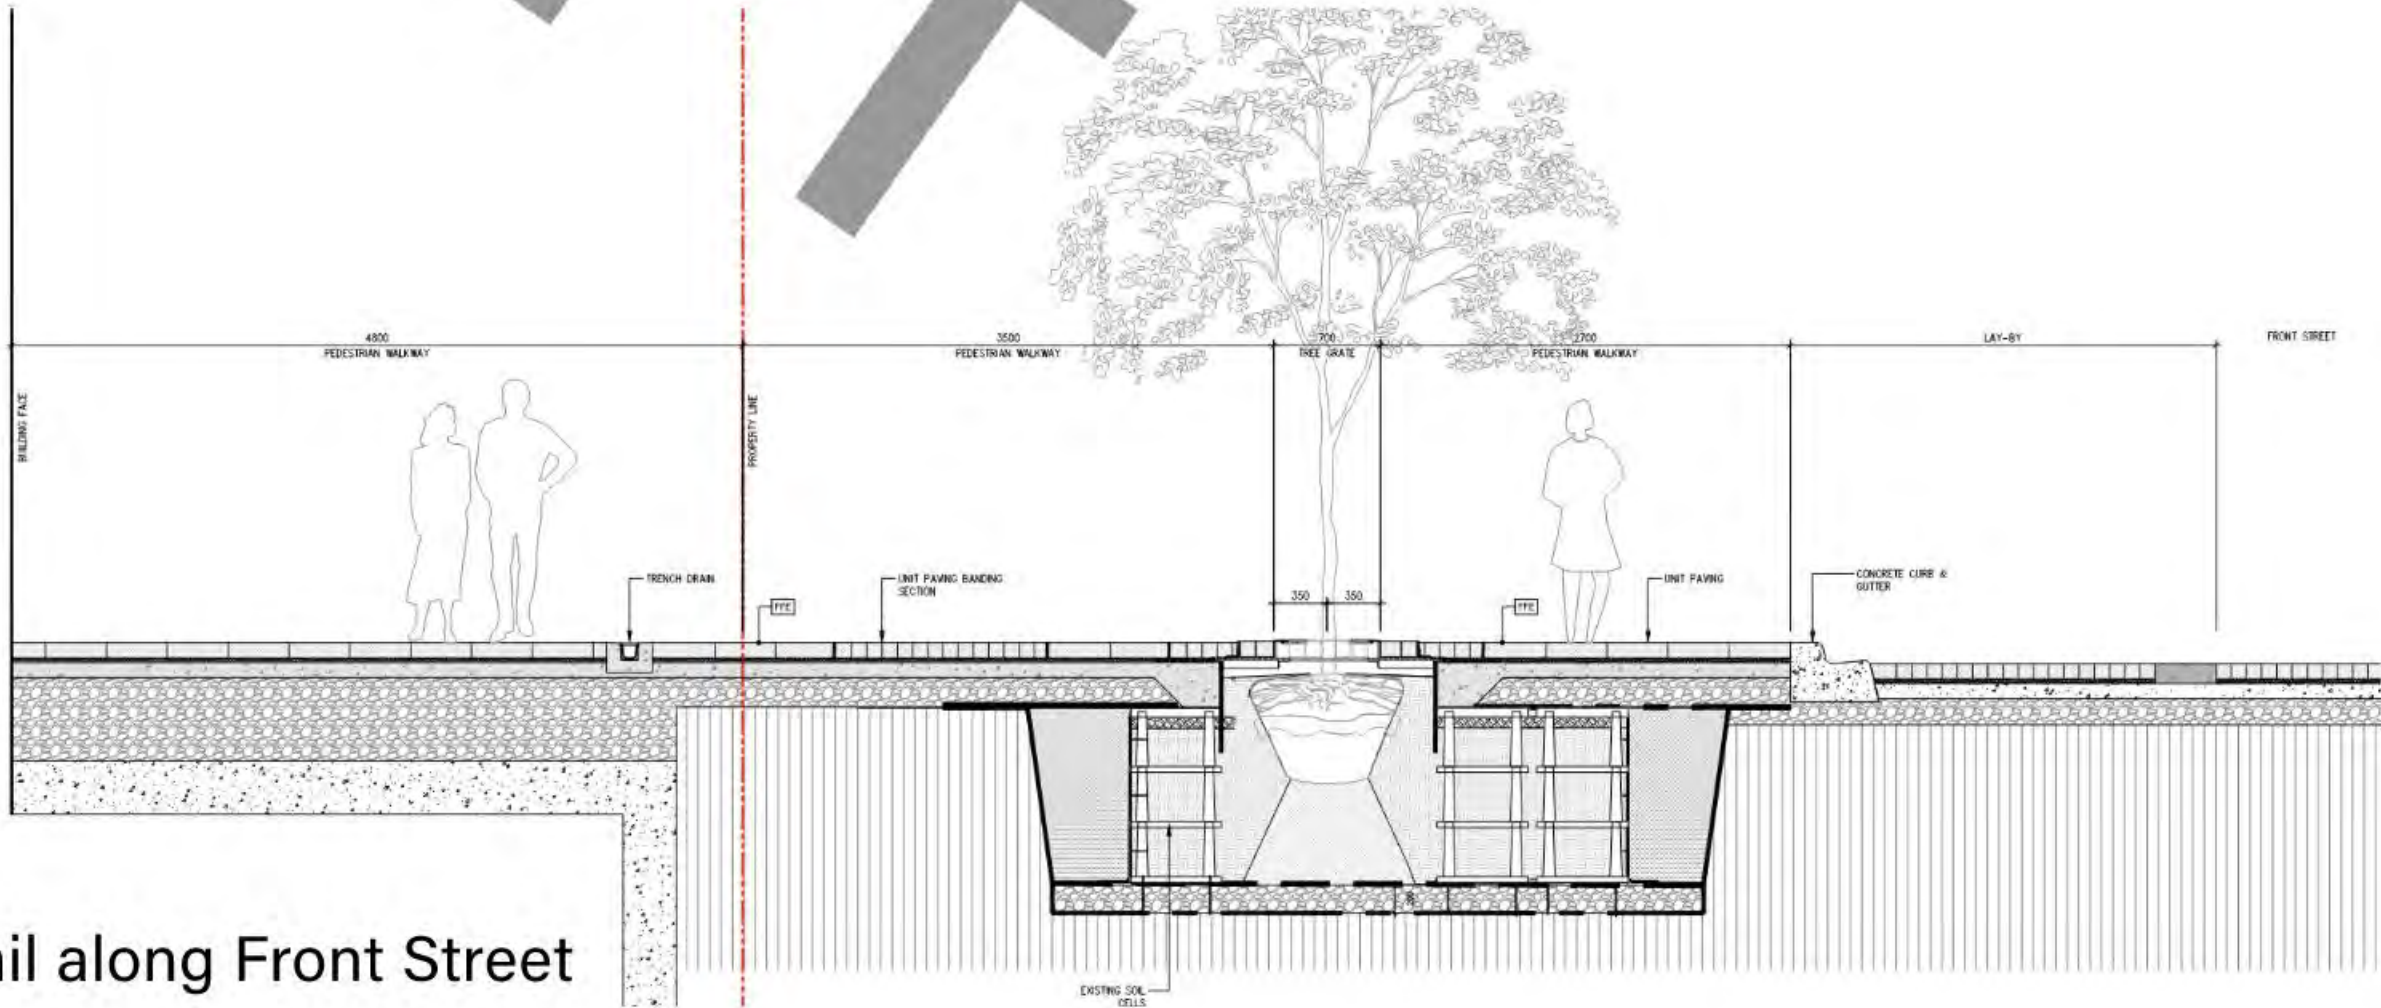 4800
PEDESTRIAN WALKWAY
3500
PEDESTRIAN WALKWAY
700
TREE GRATE
2700
PEDESTRIAN WALKWAY
LAY-BY
FRONT STREET
BUILDING FACE
PROPERTY LINE
TRENCH DRAIN
FFE
UNIT PAVING BANDING
SECTION
350
350
FFE
UNIT PAVING
CONCRETE CURB &
GUTTER
EXISTING SOIL
CELLS
ail along Front Street